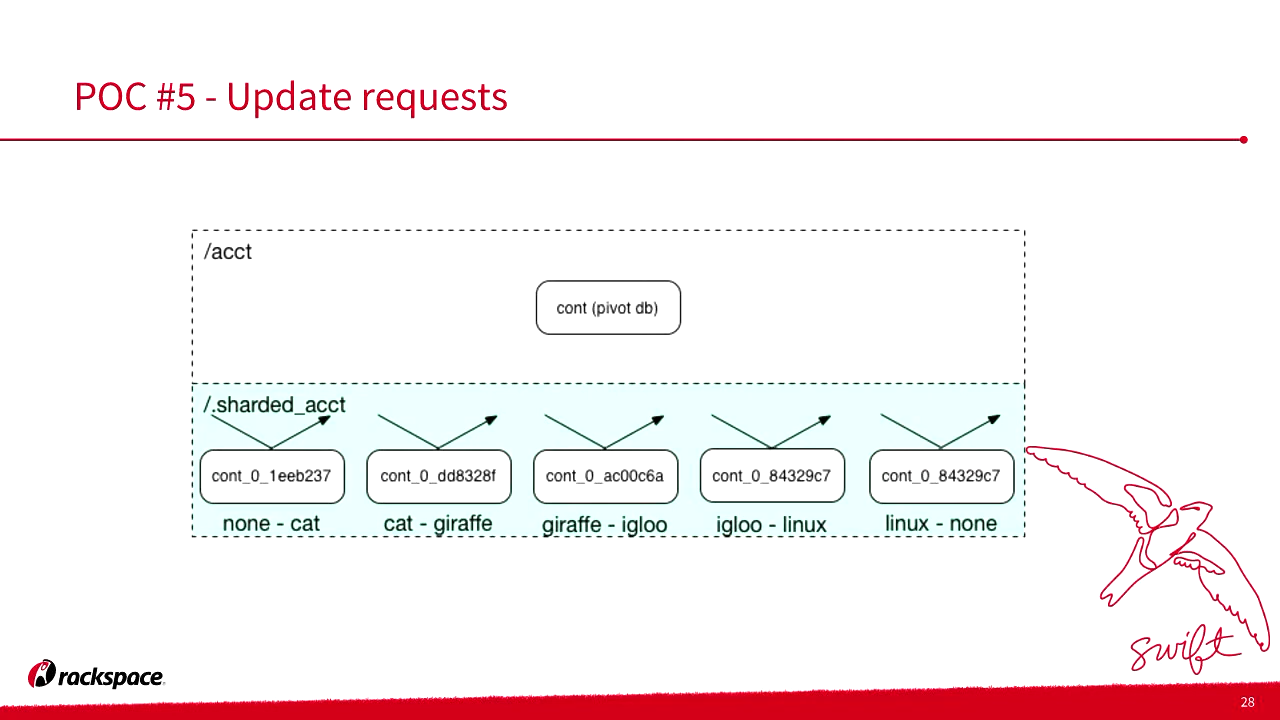 POC #5 - Update requests
/acct
cont (pivot db)
/.sharded_acct
cont_0_1eeb237 cont_0_dd8328f cont_0_ac00c6a cont_0_84329c7 cont_0_84329c7
none - cat cat - giraffe giraffe - igloo igloo - linux linux - none
swift
rackspace.
28